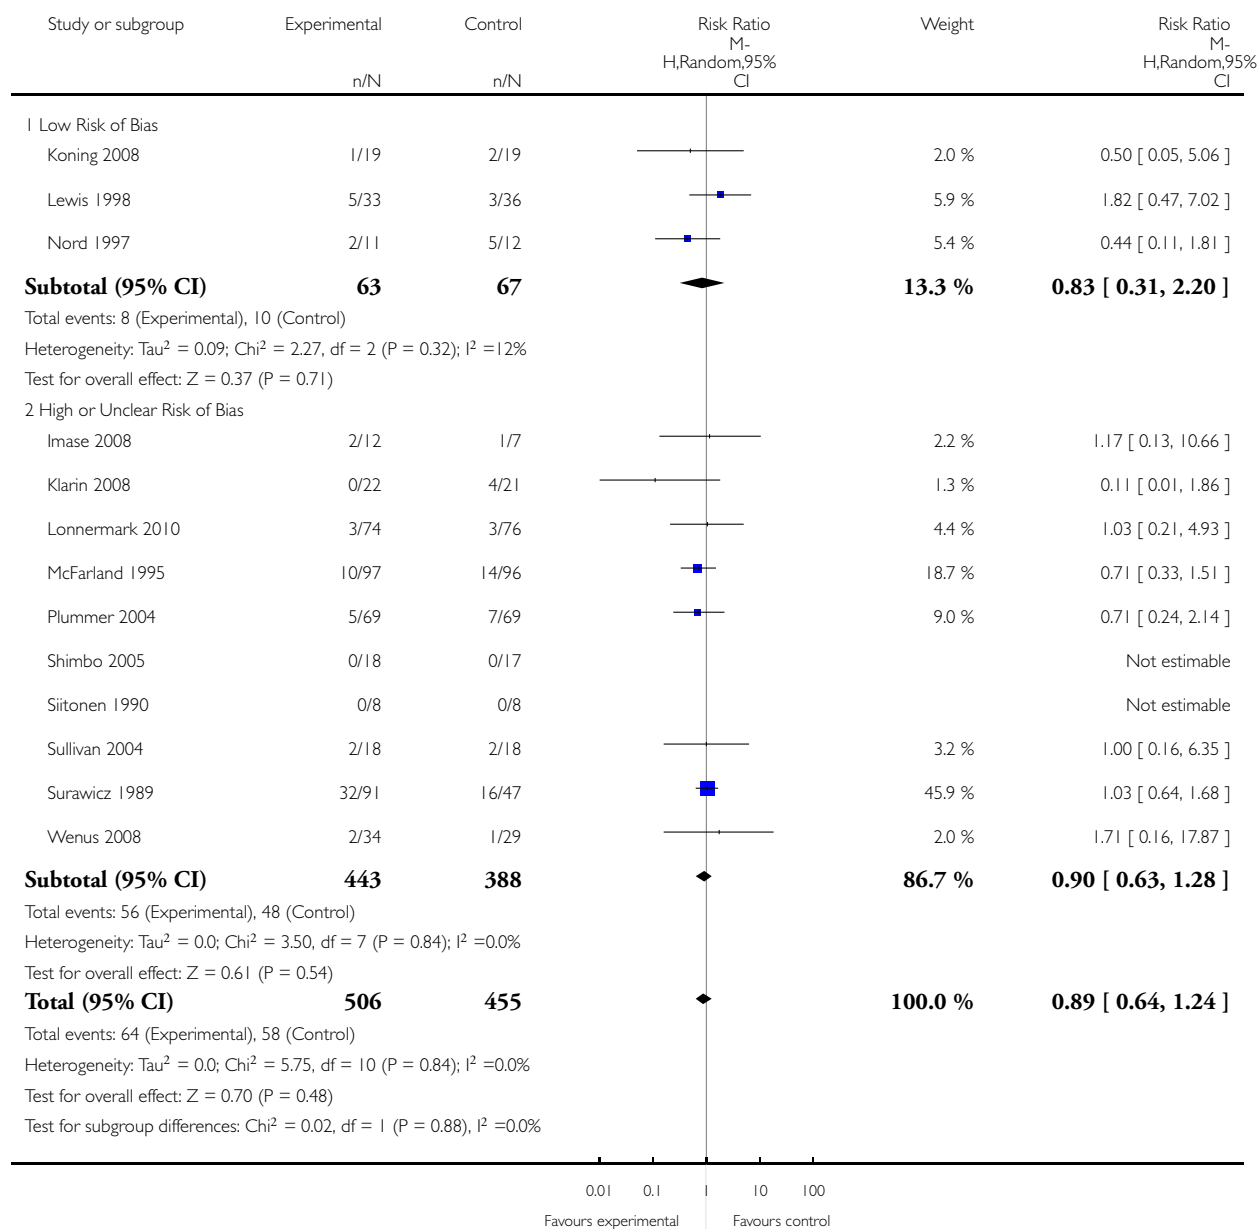 Study or subgroup Experimental Control Risk Ratio Weight Risk Ratio
M- M-
H,Random,95% H,Random,95%
n/N n/N CI CI
1 Low Risk of Bias
Koning 2008 1/19 2/19 2.0 % 0.50 [ 0.05, 5.06 ]
Lewis 1998 5/33 3/36 5.9 % 1.82 [ 0.47, 7.02 ]
Nord 1997 2/11 5/12 5.4 % 0.44 [ 0.11, 1.81 ]
Subtotal (95% CI) 63 67 13.3 % 0.83 [ 0.31, 2.20 ]
Total events: 8 (Experimental), 10 (Control)
Heterogeneity: Tau² = 0.09; Chi² = 2.27, df = 2 (P = 0.32); I² =12%
Test for overall effect: Z = 0.37 (P = 0.71)
2 High or Unclear Risk of Bias
Imase 2008 2/12 1/7 2.2 % 1.17 [ 0.13, 10.66 ]
Klarin 2008 0/22 4/21 1.3 % 0.11 [ 0.01, 1.86 ]
Lonnermark 2010 3/74 3/76 4.4 % 1.03 [ 0.21, 4.93 ]
McFarland 1995 10/97 14/96 18.7 % 0.71 [ 0.33, 1.51 ]
Plummer 2004 5/69 7/69 9.0 % 0.71 [ 0.24, 2.14 ]
Shimbo 2005 0/18 0/17 Not estimable
Siitonen 1990 0/8 0/8 Not estimable
Sullivan 2004 2/18 2/18 3.2 % 1.00 [ 0.16, 6.35 ]
Surawicz 1989 32/91 16/47 45.9 % 1.03 [ 0.64, 1.68 ]
Wenus 2008 2/34 1/29 2.0 % 1.71 [ 0.16, 17.87 ]
Subtotal (95% CI) 443 388 86.7 % 0.90 [ 0.63, 1.28 ]
Total events: 56 (Experimental), 48 (Control)
Heterogeneity: Tau² = 0.0; Chi² = 3.50, df = 7 (P = 0.84); I² =0.0%
Test for overall effect: Z = 0.61 (P = 0.54)
Total (95% CI) 506 455 100.0 % 0.89 [ 0.64, 1.24 ]
Total events: 64 (Experimental), 58 (Control)
Heterogeneity: Tau² = 0.0; Chi² = 5.75, df = 10 (P = 0.84); I² =0.0%
Test for overall effect: Z = 0.70 (P = 0.48)
Test for subgroup differences: Chi² = 0.02, df = 1 (P = 0.88), I² =0.0%
0.01 0.1 1 10 100
Favours experimental Favours control